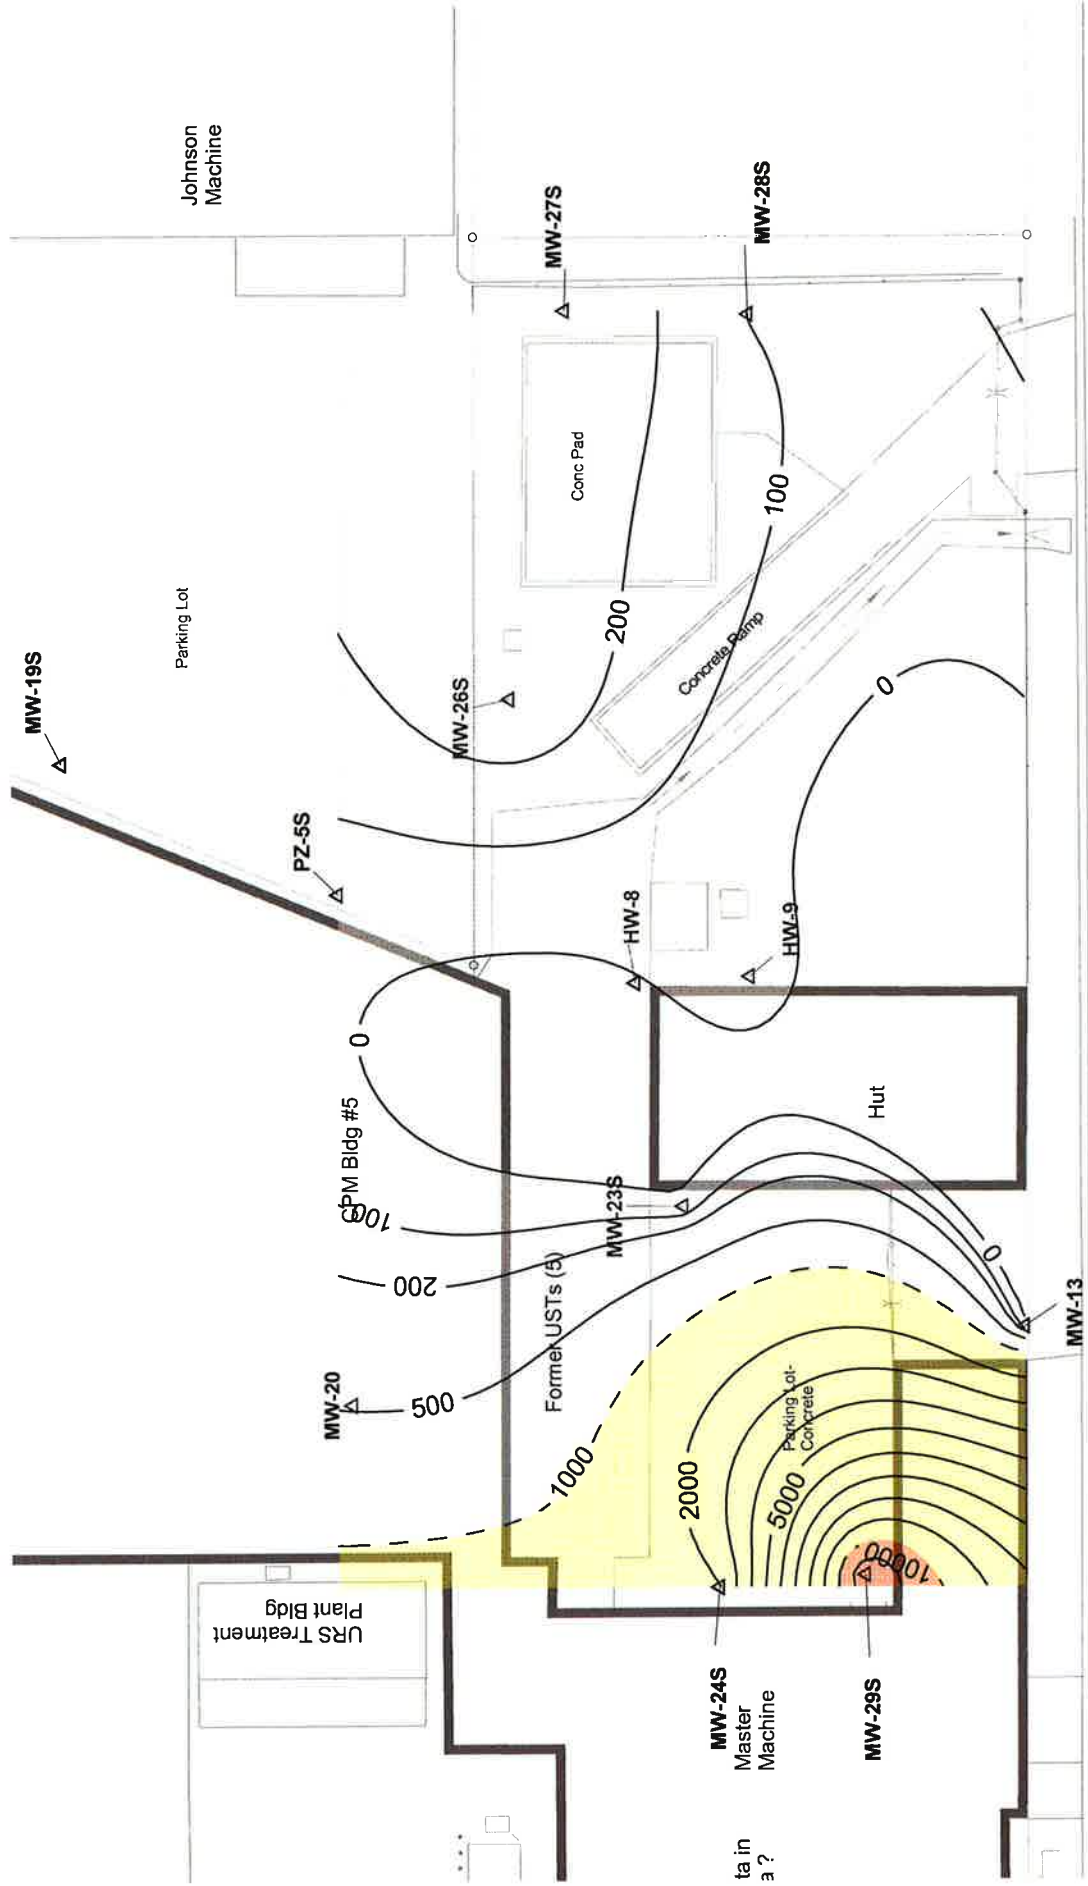 Johnson
Machine
MW-27S
MW-28S
Conc Pad
Parking Lot
200
100
MW-19S
MW-26S
Concrete Ramp
0
PZ-5S
HW-8
HW-9
0
CPM Bldg #5
Hut
100
MW-23S
200
Former USTs (5)
0
MW-13
MW-20
500
1000
2000
5000
Parking Lot-
Concrete
10000
URS Treatment
Plant Bldg
MW-24S
Master
Machine
MW-29S
ta in
a ?